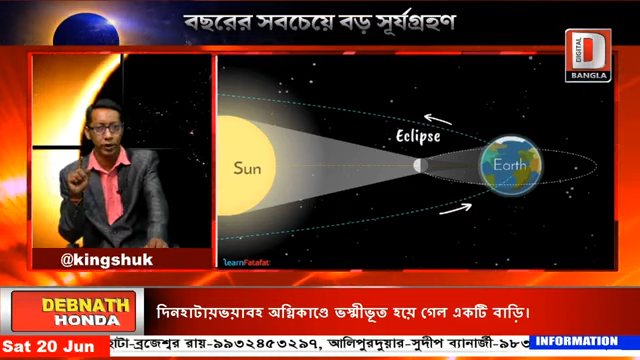 বছরের সবচেয়ে বড় সূর্যগ্রহণ
DIGITAL
BANGLA
Eclipse
Sun
Earth
LearnFatafat
@kingshuk
DEBNATH
HONDA
দিনহাটায়ভয়াবহ অগ্নিকাণ্ডে ভস্মীভূত হয়ে গেল একটি বাড়ি।
Sat 20 Jun
হাটা-ব্রজেশ্বর রায়-৯৯৩২৪৫৩২৯৭, আলিপুরদুয়ার-সুদীপ ব্যানার্জী-৯৮৩
INFORMATION